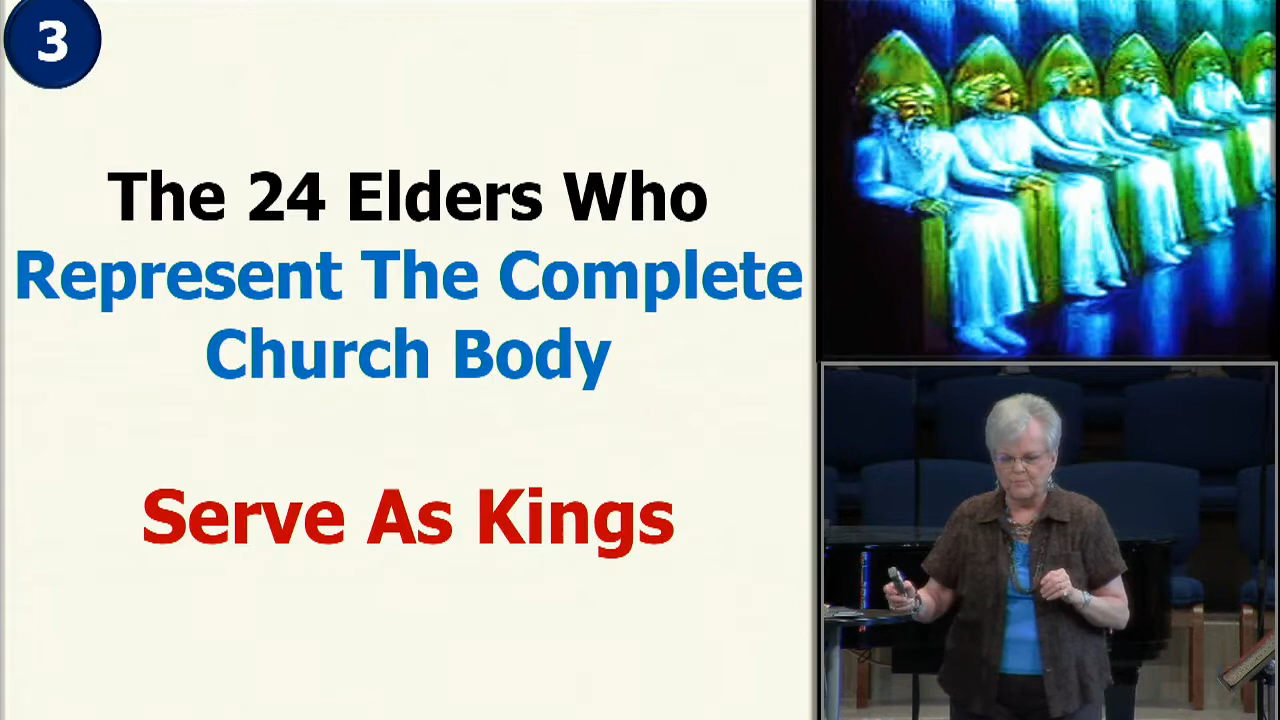 3
The 24 Elders Who
Represent The Complete
Church Body
Serve As Kings